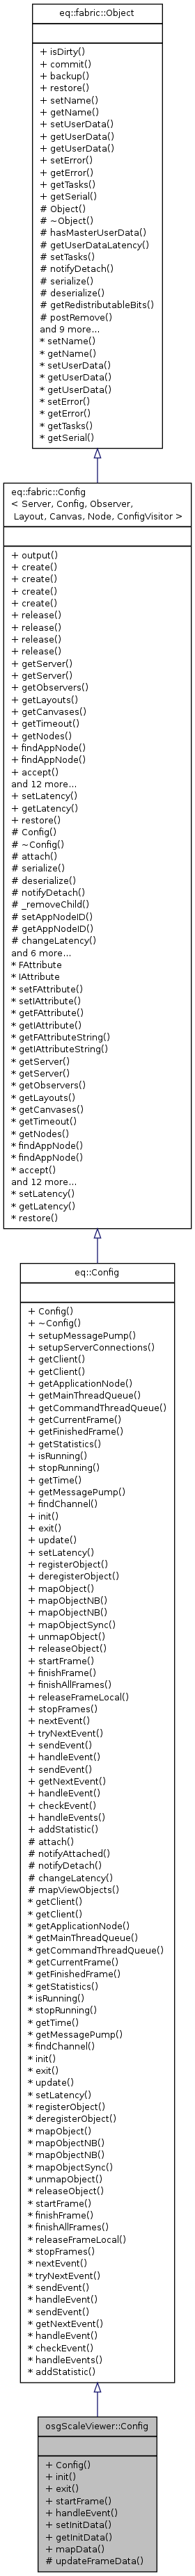 eq::fabric::Object
+ isDirty()
+ commit()
+ backup()
+ restore()
+ setName()
+ getName()
+ setUserData()
+ getUserData()
+ getUserData()
+ setError()
+ getError()
+ getTasks()
+ getSerial()
# Object()
# ~Object()
# hasMasterUserData()
# getUserDataLatency()
# setTasks()
# notifyDetach()
# serialize()
# deserialize()
# getRedistributableBits()
# postRemove()
and 9 more...
* setName()
* getName()
* setUserData()
* getUserData()
* getUserData()
* setError()
* getError()
* getTasks()
* getSerial()
eq::fabric::Config
< Server, Config, Observer,
Layout, Canvas, Node, ConfigVisitor >
+ output()
+ create()
+ create()
+ create()
+ create()
+ release()
+ release()
+ release()
+ release()
+ getServer()
+ getServer()
+ getObservers()
+ getLayouts()
+ getCanvases()
+ getTimeout()
+ getNodes()
+ findAppNode()
+ findAppNode()
+ accept()
and 12 more...
+ setLatency()
+ getLatency()
+ restore()
# Config()
# ~Config()
# attach()
# serialize()
# deserialize()
# notifyDetach()
# _removeChild()
# setAppNodeID()
# getAppNodeID()
# changeLatency()
and 6 more...
* FAttribute
* IAttribute
* setFAttribute()
* setIAttribute()
* getFAttribute()
* getIAttribute()
* getFAttributeString()
* getIAttributeString()
* getServer()
* getServer()
* getObservers()
* getLayouts()
* getCanvases()
* getTimeout()
* getNodes()
* findAppNode()
* findAppNode()
* accept()
and 12 more...
* setLatency()
* getLatency()
* restore()
eq::Config
+ Config()
+ ~Config()
+ setupMessagePump()
+ setupServerConnections()
+ getClient()
+ getClient()
+ getApplicationNode()
+ getMainThreadQueue()
+ getCommandThreadQueue()
+ getCurrentFrame()
+ getFinishedFrame()
+ getStatistics()
+ isRunning()
+ stopRunning()
+ getTime()
+ getMessagePump()
+ findChannel()
+ init()
+ exit()
+ update()
+ setLatency()
+ registerObject()
+ deregisterObject()
+ mapObject()
+ mapObjectNB()
+ mapObjectNB()
+ mapObjectSync()
+ unmapObject()
+ releaseObject()
+ startFrame()
+ finishFrame()
+ finishAllFrames()
+ releaseFrameLocal()
+ stopFrames()
+ nextEvent()
+ tryNextEvent()
+ sendEvent()
+ handleEvent()
+ sendEvent()
+ getNextEvent()
+ handleEvent()
+ checkEvent()
+ handleEvents()
+ addStatistic()
# attach()
# notifyAttached()
# notifyDetach()
# changeLatency()
# mapViewObjects()
* getClient()
* getClient()
* getApplicationNode()
* getMainThreadQueue()
* getCommandThreadQueue()
* getCurrentFrame()
* getFinishedFrame()
* getStatistics()
* isRunning()
* stopRunning()
* getTime()
* getMessagePump()
* findChannel()
* init()
* exit()
* update()
* setLatency()
* registerObject()
* deregisterObject()
* mapObject()
* mapObjectNB()
* mapObjectNB()
* mapObjectSync()
* unmapObject()
* releaseObject()
* startFrame()
* finishFrame()
* finishAllFrames()
* releaseFrameLocal()
* stopFrames()
* nextEvent()
* tryNextEvent()
* sendEvent()
* handleEvent()
* sendEvent()
* getNextEvent()
* handleEvent()
* checkEvent()
* handleEvents()
* addStatistic()
osgScaleViewer::Config
+ Config()
+ init()
+ exit()
+ startFrame()
+ handleEvent()
+ setInitData()
+ getInitData()
+ mapData()
# updateFrameData()